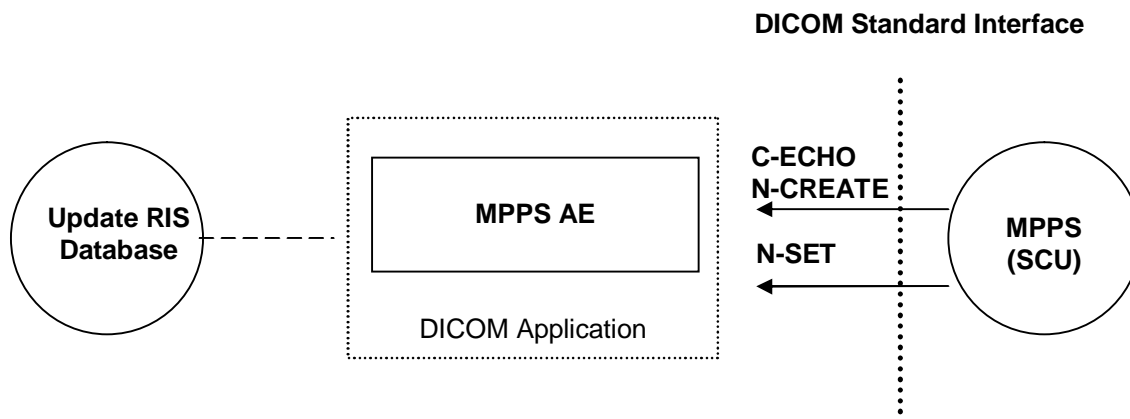 DICOM Standard Interface
Update RIS
Database
MPPS AE
DICOM Application
C-ECHO
N-CREATE
N-SET
MPPS
(SCU)